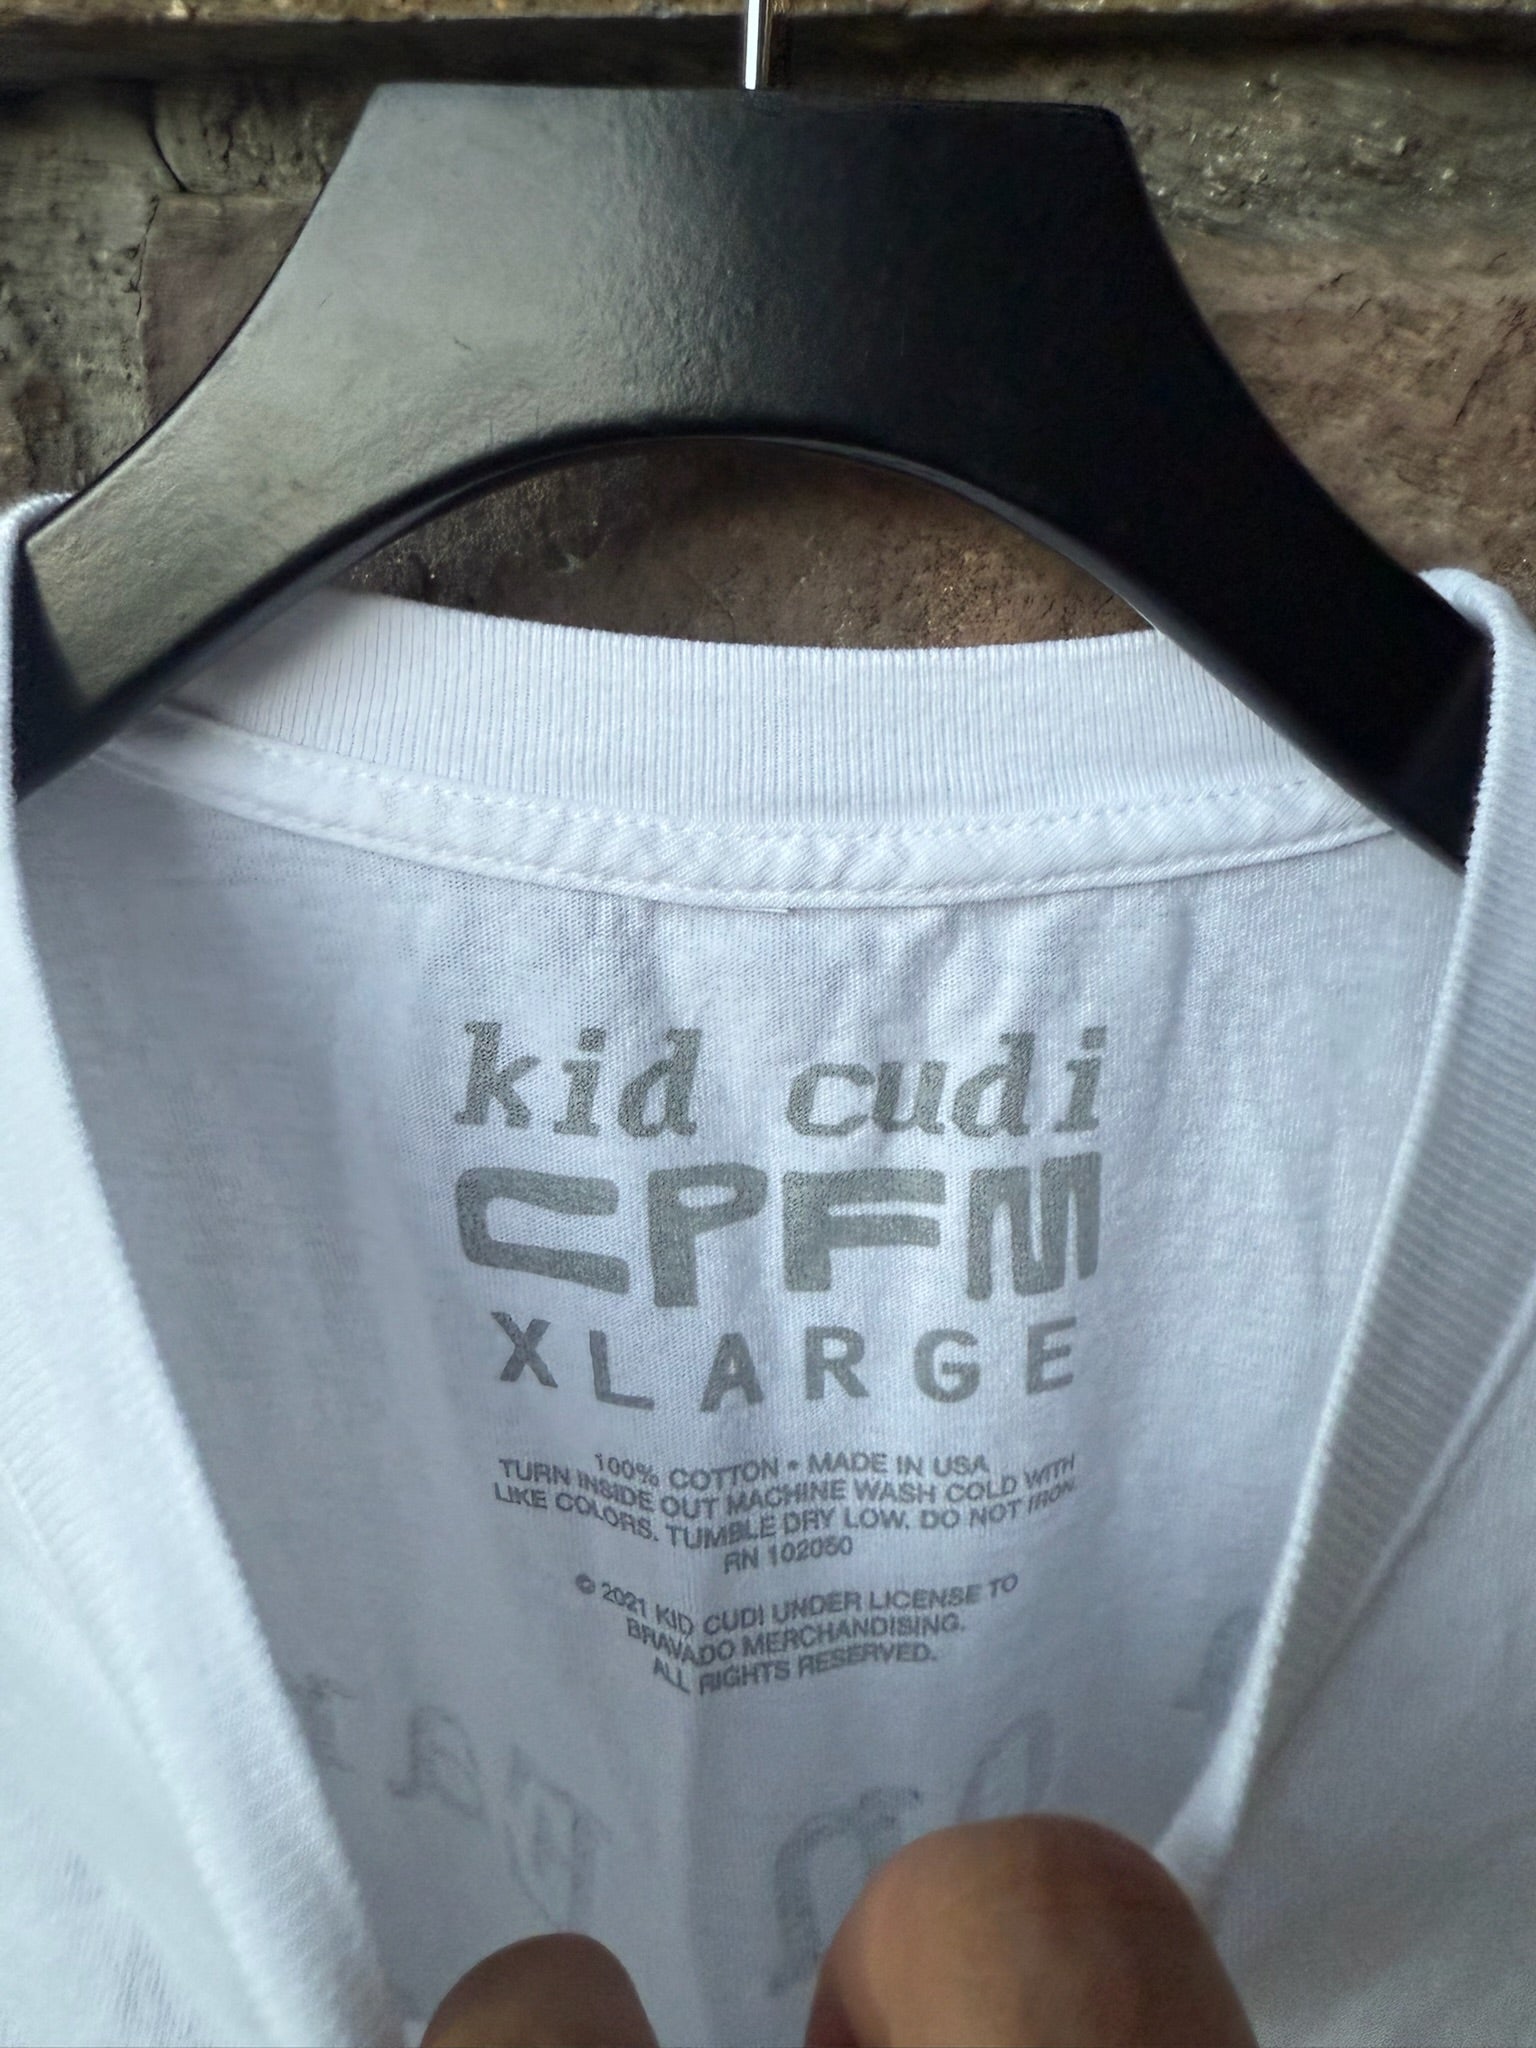 kid cudi
CPFM
XLARGE
100% COTTON • MADE IN USA
TURN INSIDE OUT MACHINE WASH COLD WITH
LIKE COLORS. TUMBLE DRY LOW. DO NOT IRON.
RN 102050
© 2021 KID CUDI UNDER LICENSE TO
BRAVADO MERCHANDISING.
ALL RIGHTS RESERVED.